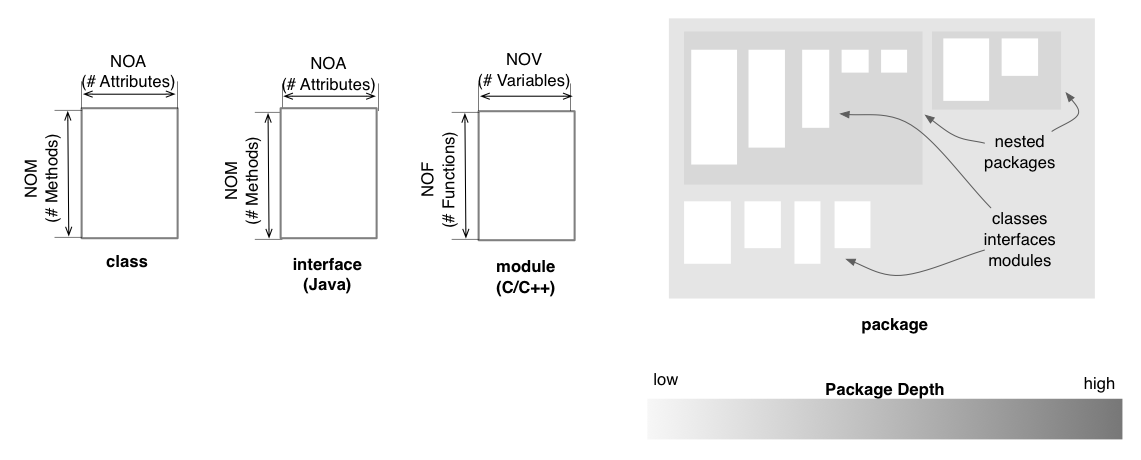 NOA
(# Attributes)
NOM
(# Methods)
class
NOA
(# Attributes)
NOM
(# Methods)
interface
(Java)
NOV
(# Variables)
NOF
(# Functions)
module
(C/C++)
nested
packages
classes
interfaces
modules
package
low
Package Depth
high